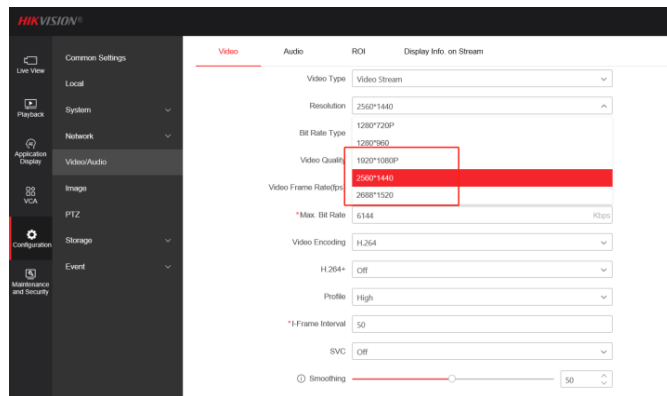 HIKVISION®
Live View
Playback
Application
Display
VCA
Configuration
Maintenance
and Security
Common Settings
Local
System
Network
Video/Audio
Image
PTZ
Storage
Event
Video Audio ROI Display Info. on Stream
Video Type Video Stream
Resolution 2560*1440
1280*720P
Bit Rate Type
1280*960
Video Quality 1920*1080P
2560*1440
Video Frame Rate(fps)
2688*1520
*Max. Bit Rate 6144 Kbps
Video Encoding H.264
H.264+ Off
Profile High
*I-Frame Interval 50
SVC Off
Smoothing 50